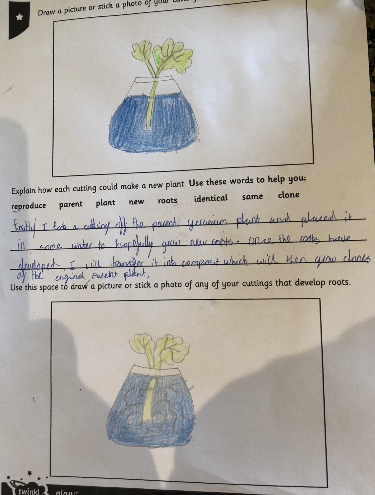 Draw a picture or stick a photo of your
Explain how each cutting could make a new plant Use these words to help you:
reproduce parent plant new roots identical same clone
firstly I took a cutting off the parent geranium plant and placed it
in some water to hopefully grow new roots. Once the roots have
developed I will transfer it into compost which will then grow clones
of the original parent plant.
Use this space to draw a picture or stick a photo of any of your cuttings that develop roots.
twinkl